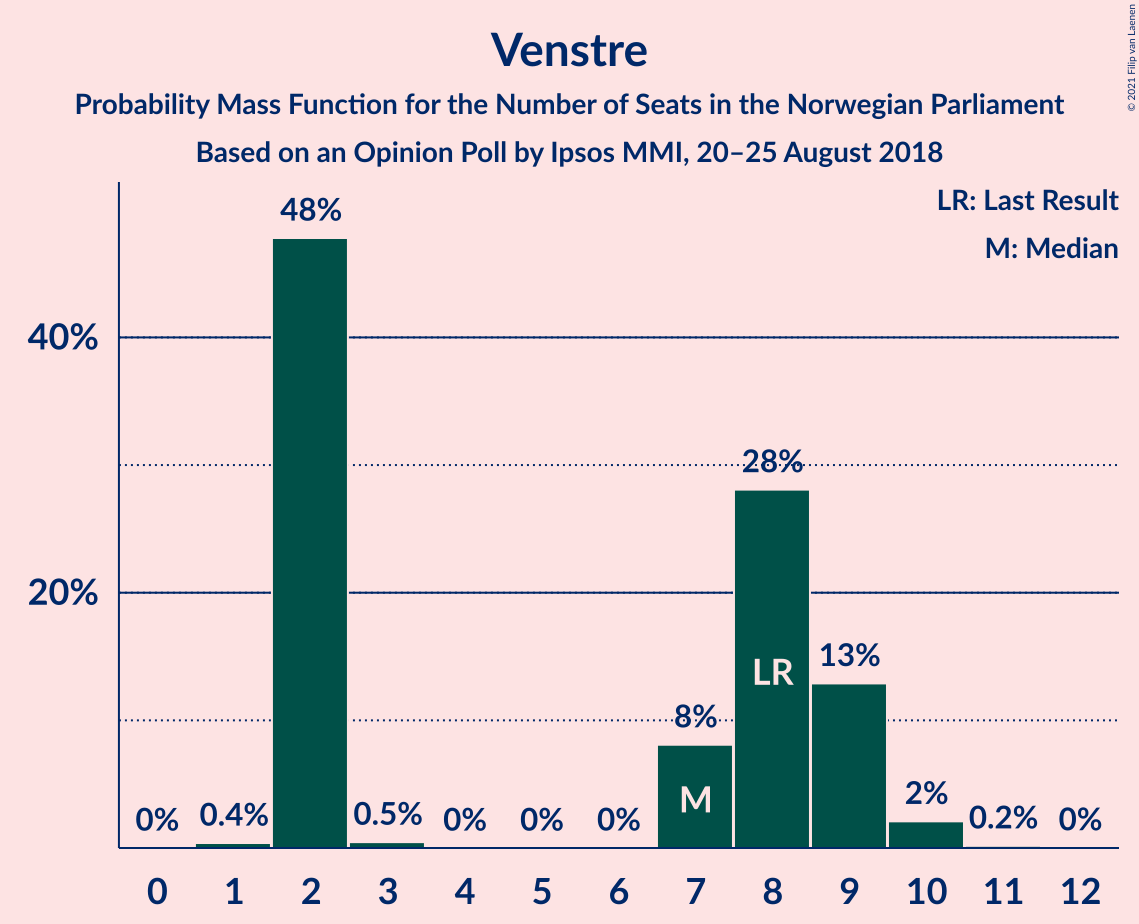 © 2021 Filip van Laenen
Venstre
Probability Mass Function for the Number of Seats in the Norwegian Parliament
Based on an Opinion Poll by Ipsos MMI, 20–25 August 2018
LR: Last Result
M: Median
40%
20%
0% 0.4% 48% 0.5% 0% 0% 0% 8% 28% 13% 2% 0.2% 0%
M LR
0 1 2 3 4 5 6 7 8 9 10 11 12